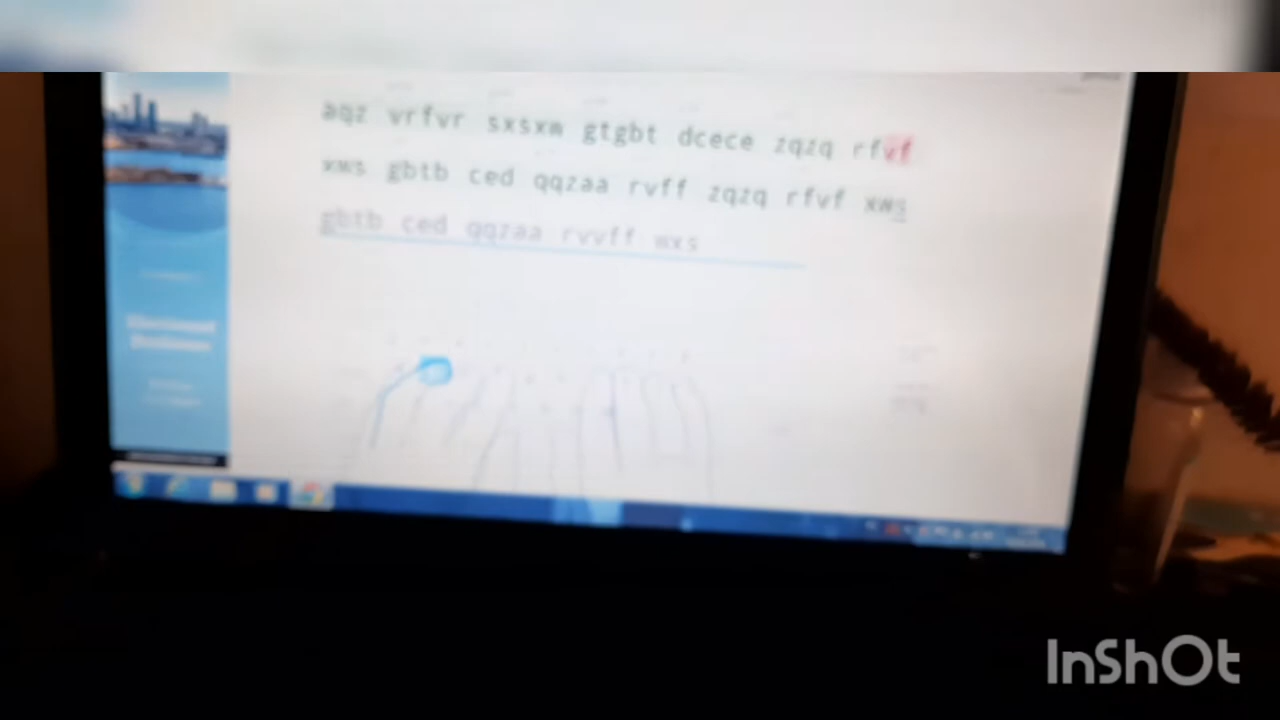 aqz vrfvr sxsxw gtgbt dcece zqzq rfvf
xws gbtb ced qqzaa rvff zqzq rfvf xws
gbtb ced qqzaa rvvff wxs
InShOt